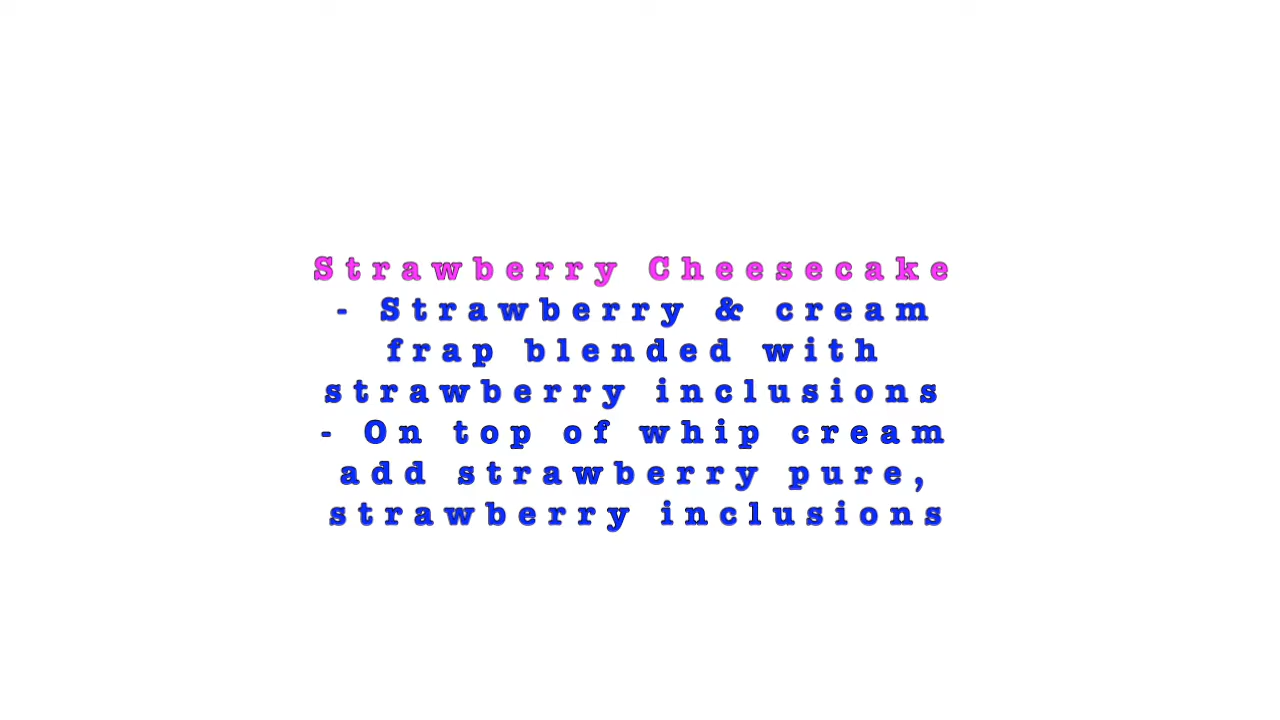 Strawberry Cheesecake
- Strawberry & cream
frap blended with
strawberry inclusions
- On top of whip cream
add strawberry pure,
strawberry inclusions